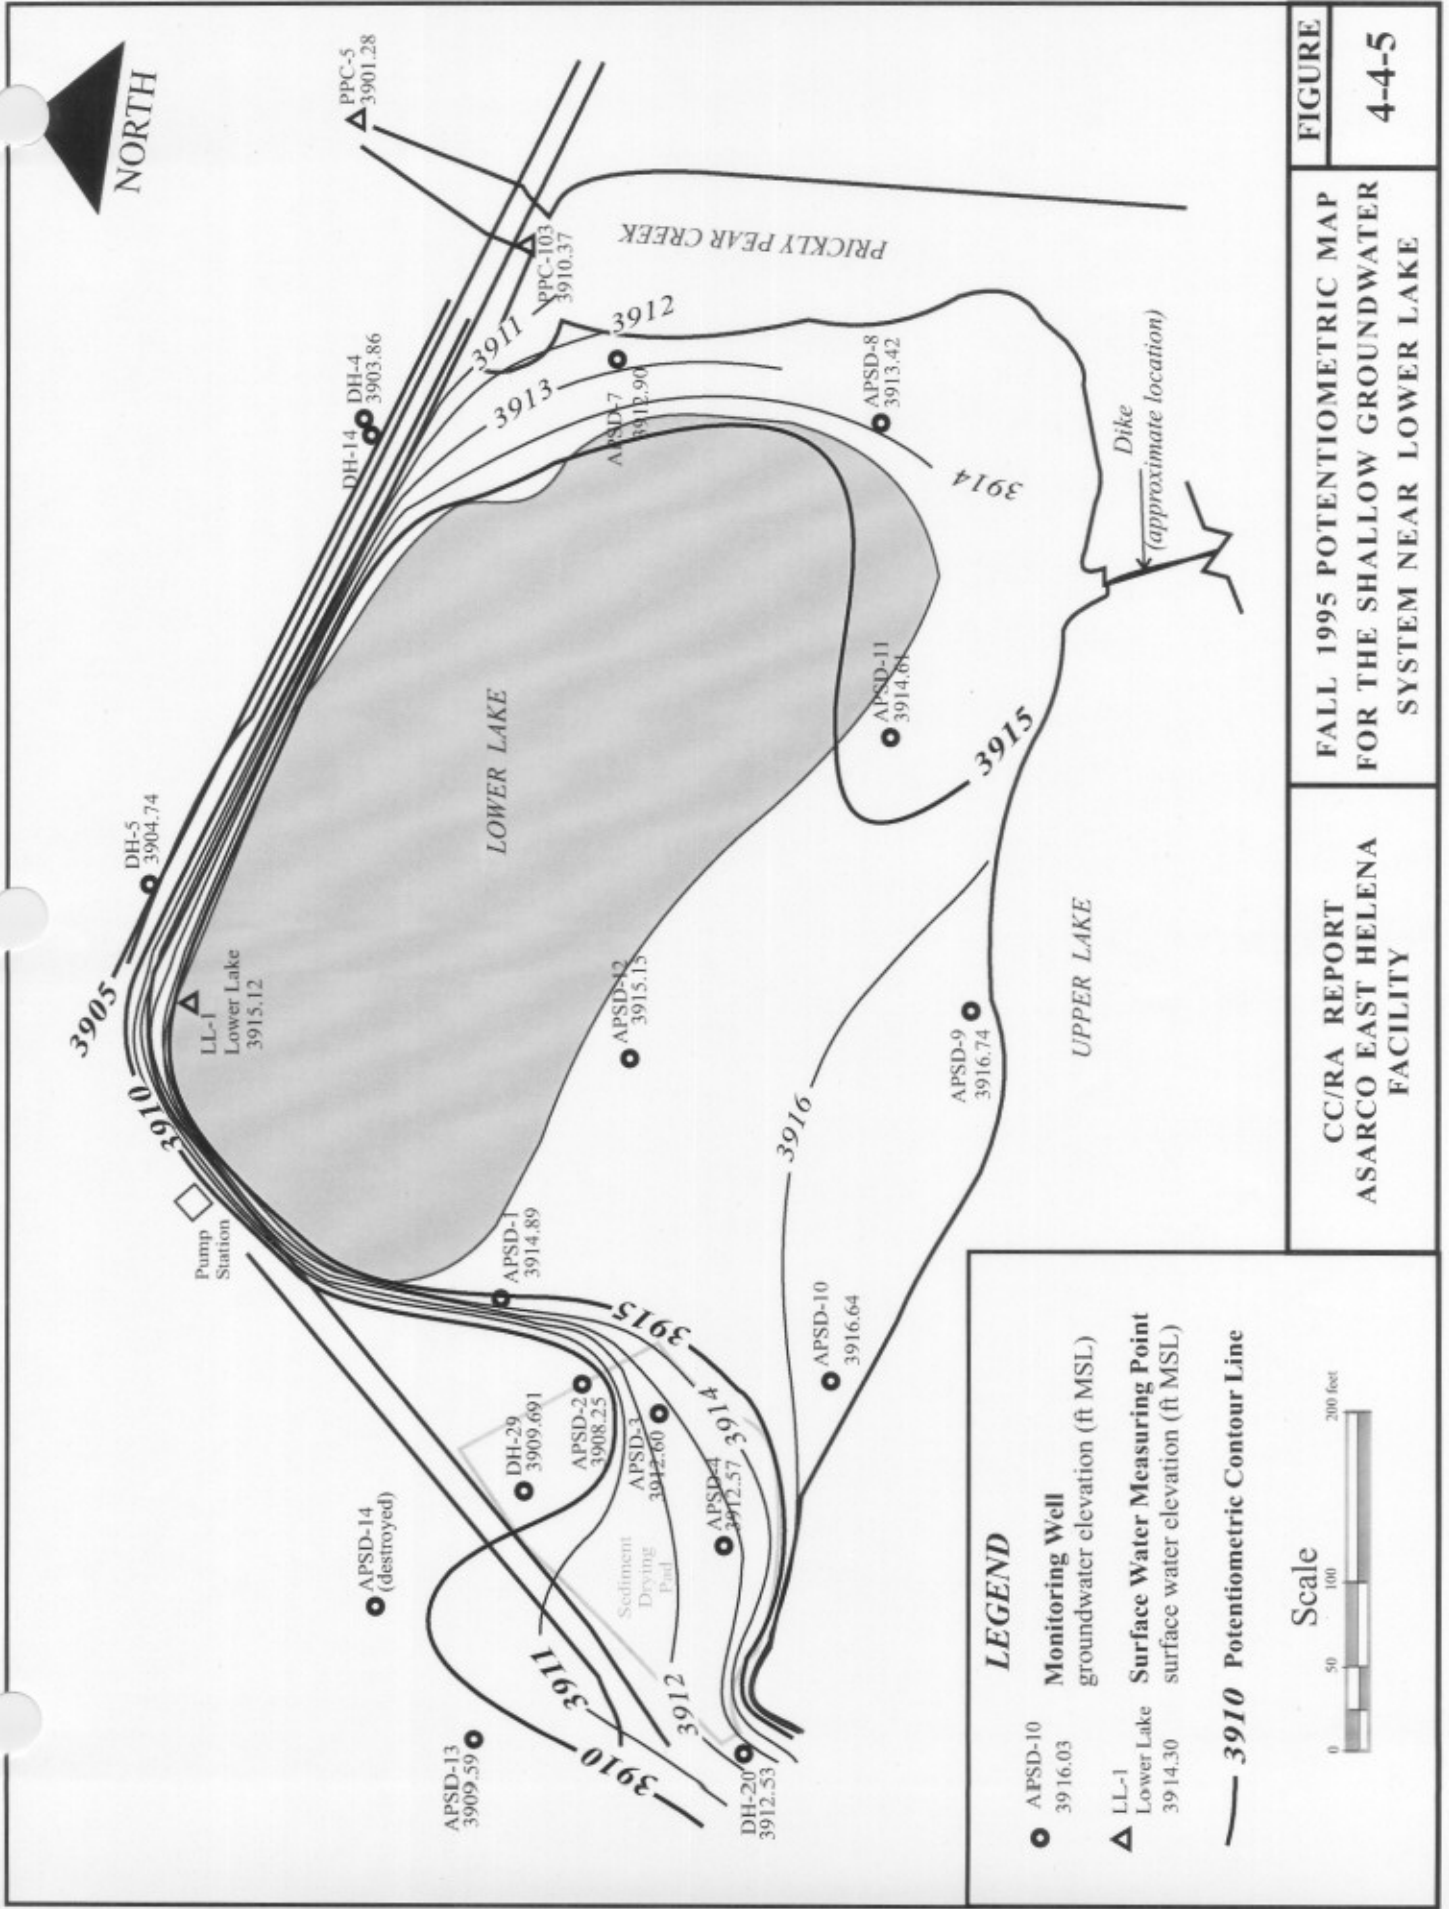 NORTH
PPC-5
3901.28
DH-4
3903.86
DH-14
DH-5
3904.74
3905
3910
Pump
Station
LL-1
Lower Lake
3915.12
LOWER LAKE
3911
3912
3913
PPC-103
3910.37
PRICKLY PEAR CREEK
APSD-7
3912.90
APSD-8
3913.42
3914
Dike
(approximate location)
APSD-11
3914.61
3915
APSD-12
3915.15
APSD-9
3916.74
UPPER LAKE
3916
APSD-1
3914.89
3915
APSD-10
3916.64
APSD-14
(destroyed)
DH-29
3909.691
APSD-2
3908.25
APSD-3
3912.60
3914
APSD-4
3912.57
Sediment
Drying
Pad
3911
3912
3910
APSD-13
3909.59
DH-20
3912.53
LEGEND
APSD-10
3916.03
Monitoring Well
groundwater elevation (ft MSL)
LL-1
Lower Lake
3914.30
Surface Water Measuring Point
surface water elevation (ft MSL)
3910 Potentiometric Contour Line
Scale
0 50 100 200 feet
CC/RA REPORT
ASARCO EAST HELENA
FACILITY
FALL 1995 POTENTIOMETRIC MAP
FOR THE SHALLOW GROUNDWATER
SYSTEM NEAR LOWER LAKE
FIGURE
4-4-5